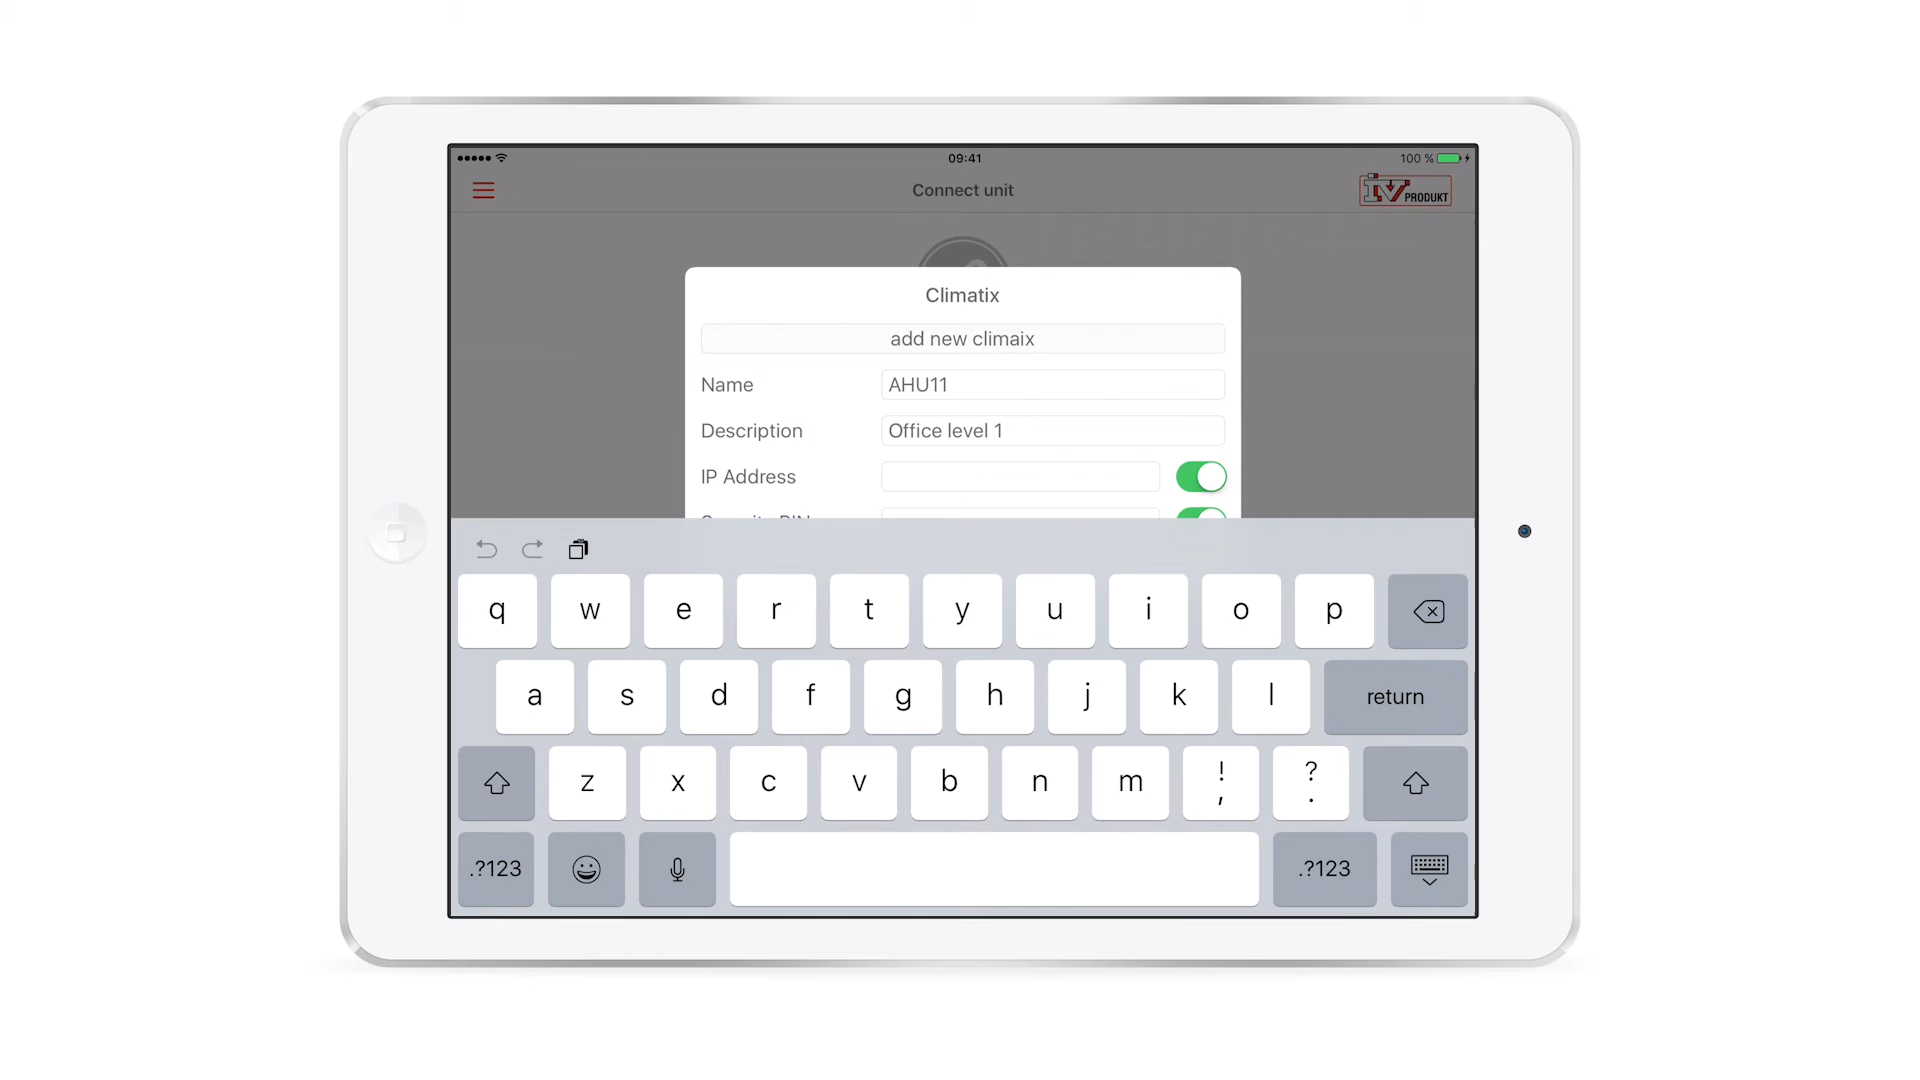 09:41
100 %
Connect unit
IV PRODUKT
Climatix
add new climaix
Name
AHU11
Description
Office level 1
IP Address
q w e r t y u i o p
a s d f g h j k l return
z x c v b n m ! , ? .
.?123 .?123